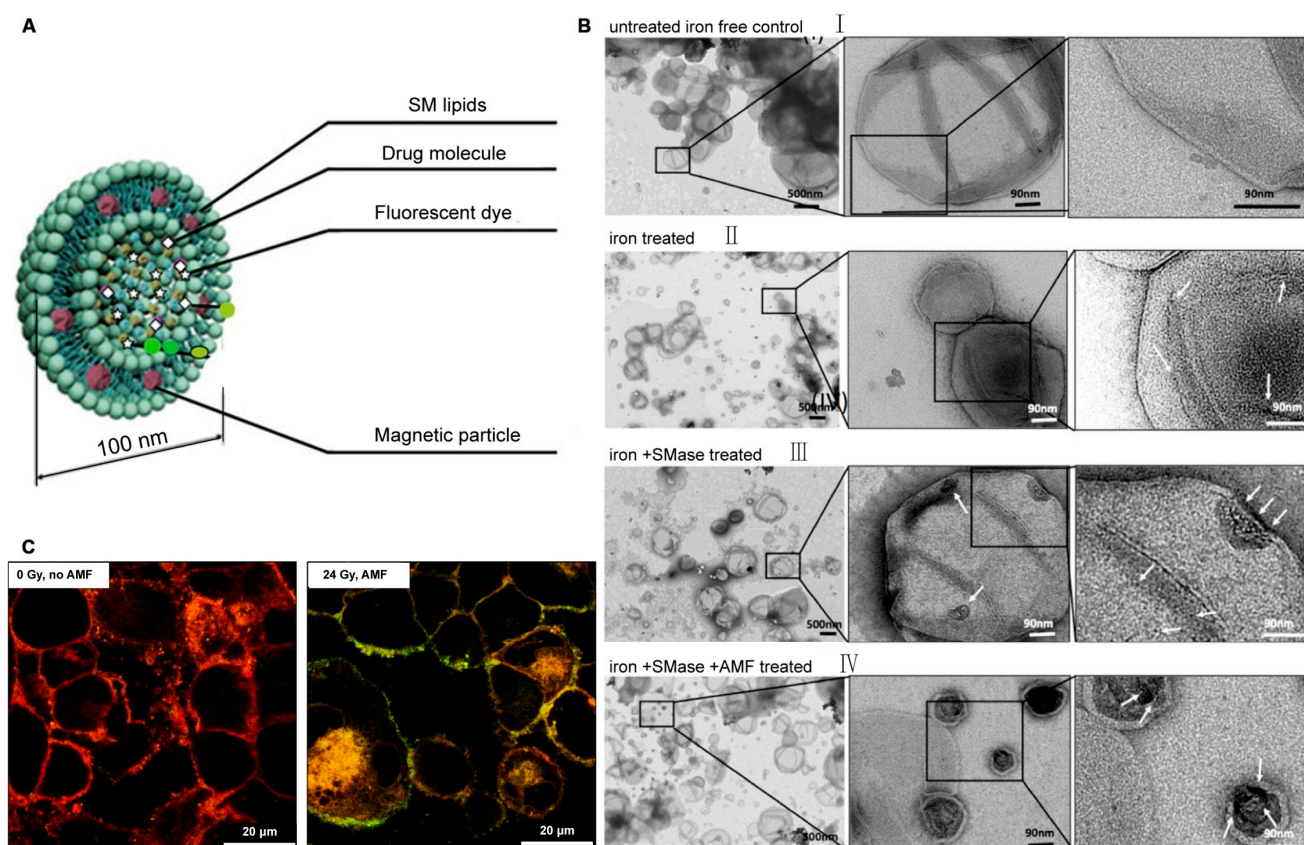 A
SM lipids
Drug molecule
Fluorescent dye
Magnetic particle
100 nm
B
untreated iron free control I
500nm
90nm
90nm
iron treated II
500nm
90nm
90nm
iron +SMase treated III
500nm
90nm
90nm
iron +SMase +AMF treated IV
500nm
90nm
90nm
C
0 Gy, no AMF
24 Gy, AMF
20 µm
20 µm